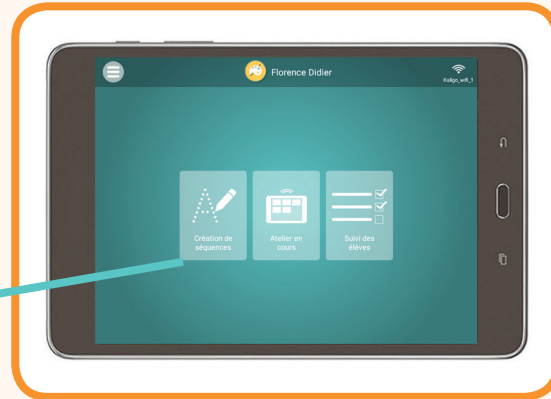 Florence Didier
Kaligo_wifi_1
Création de
séquences
Atelier en
cours
Suivi des
élèves